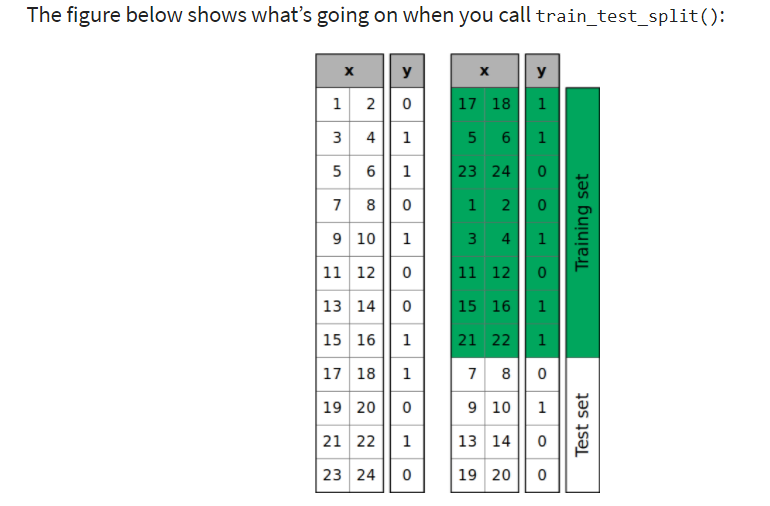 The figure below shows what’s going on when you call train_test_split():
x y x y
1 2 0 17 18 1
3 4 1 5 6 1
5 6 1 23 24 0
7 8 0 1 2 0
9 10 1 3 4 1
11 12 0 11 12 0
13 14 0 15 16 1
15 16 1 21 22 1
17 18 1 7 8 0
19 20 0 9 10 1
21 22 1 13 14 0
23 24 0 19 20 0
Training set
Test set